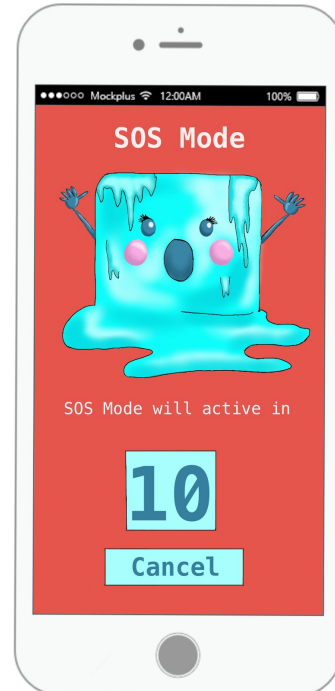 Mockplus 12:00AM 100%
SOS Mode
SOS Mode will active in
10
Cancel